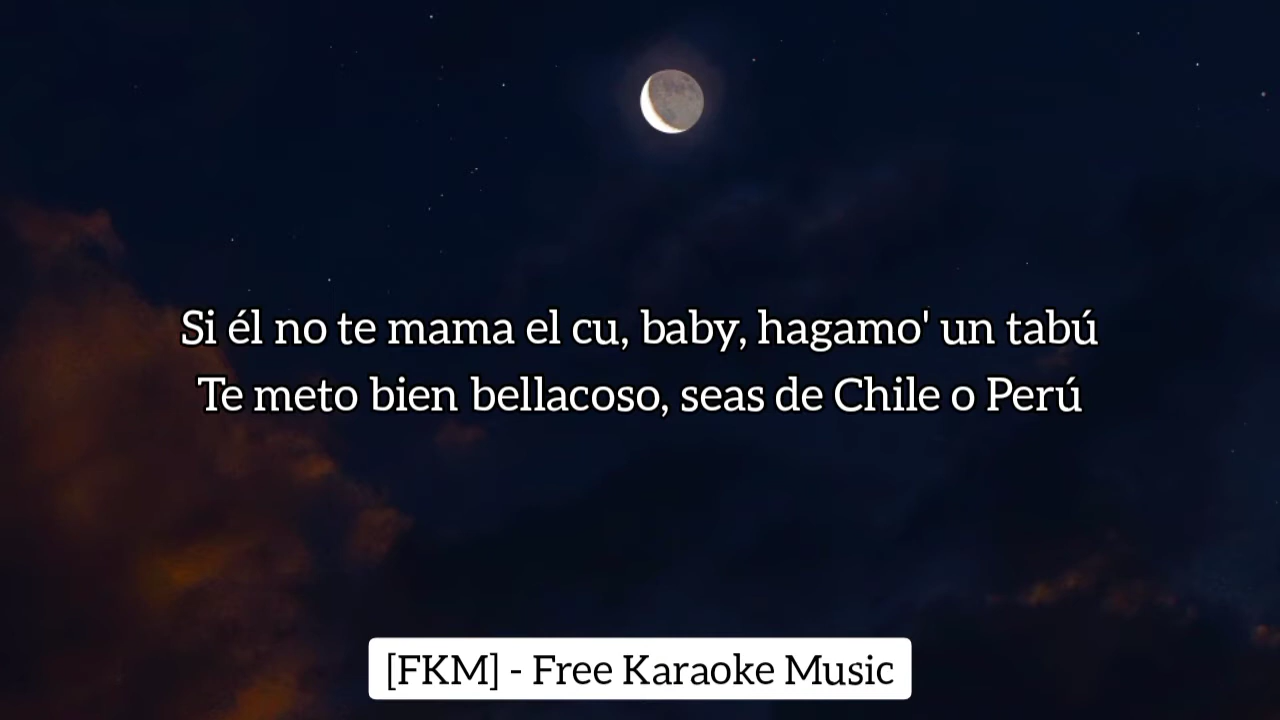 Si él no te mama el cu, baby, hagamo' un tabú
Te meto bien bellacoso, seas de Chile o Perú
[FKM] - Free Karaoke Music